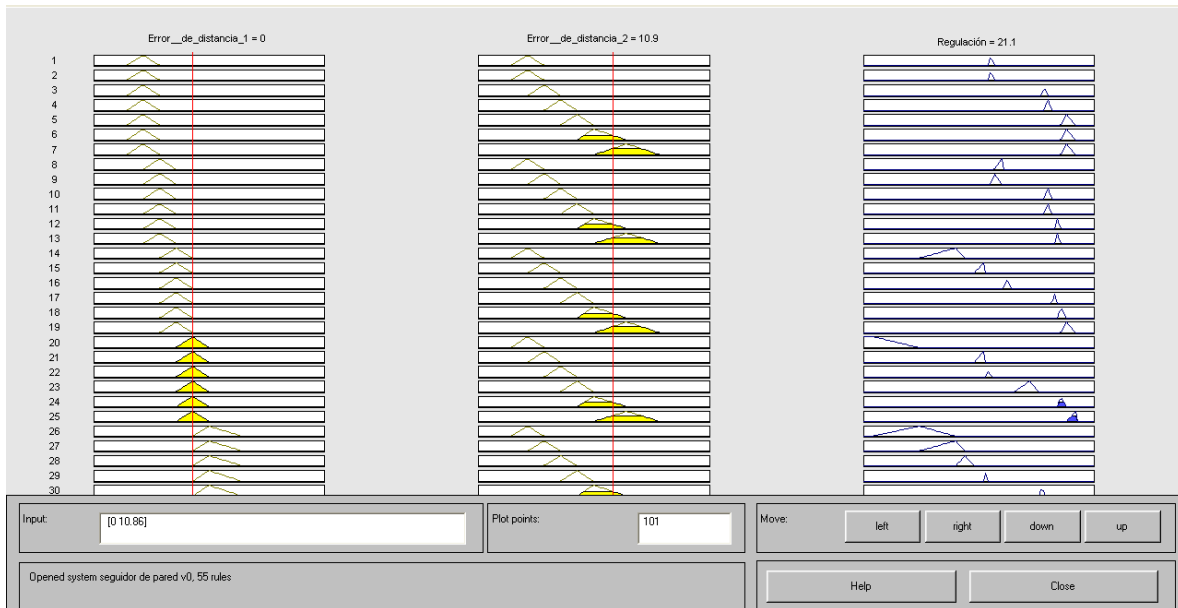 Error__de_distancia_1 = 0
Error__de_distancia_2 = 10.9
Regulación = 21.1
1
2
3
4
5
6
7
8
9
10
11
12
13
14
15
16
17
18
19
20
21
22
23
24
25
26
27
28
29
30
Input:
[0 10.86]
Plot points:
101
Move:
left
right
down
up
Opened system seguidor de pared v0, 55 rules
Help
Close